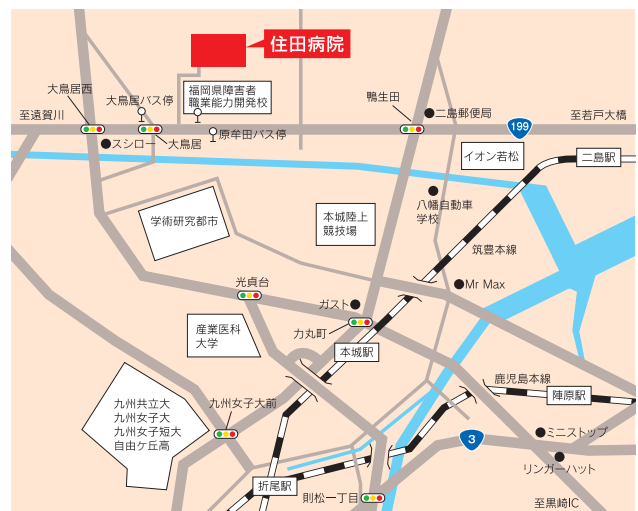 住田病院
大鳥居西
大鳥居バス停
福岡県障害者
職業能力開発校
鴨生田
二島郵便局
至遠賀川
至若戸大橋
199
スシロー
大鳥居
原牟田バス停
イオン若松
二島駅
学術研究都市
本城陸上
競技場
八幡自動車
学校
筑豊本線
光貞台
ガスト
Mr Max
産業医科
大学
力丸町
本城駅
鹿児島本線
陣原駅
九州共立大
九州女子大
九州女子短大
自由ケ丘高
九州女子大前
3
ミニストップ
リンガーハット
折尾駅
則松一丁目
至黒崎IC